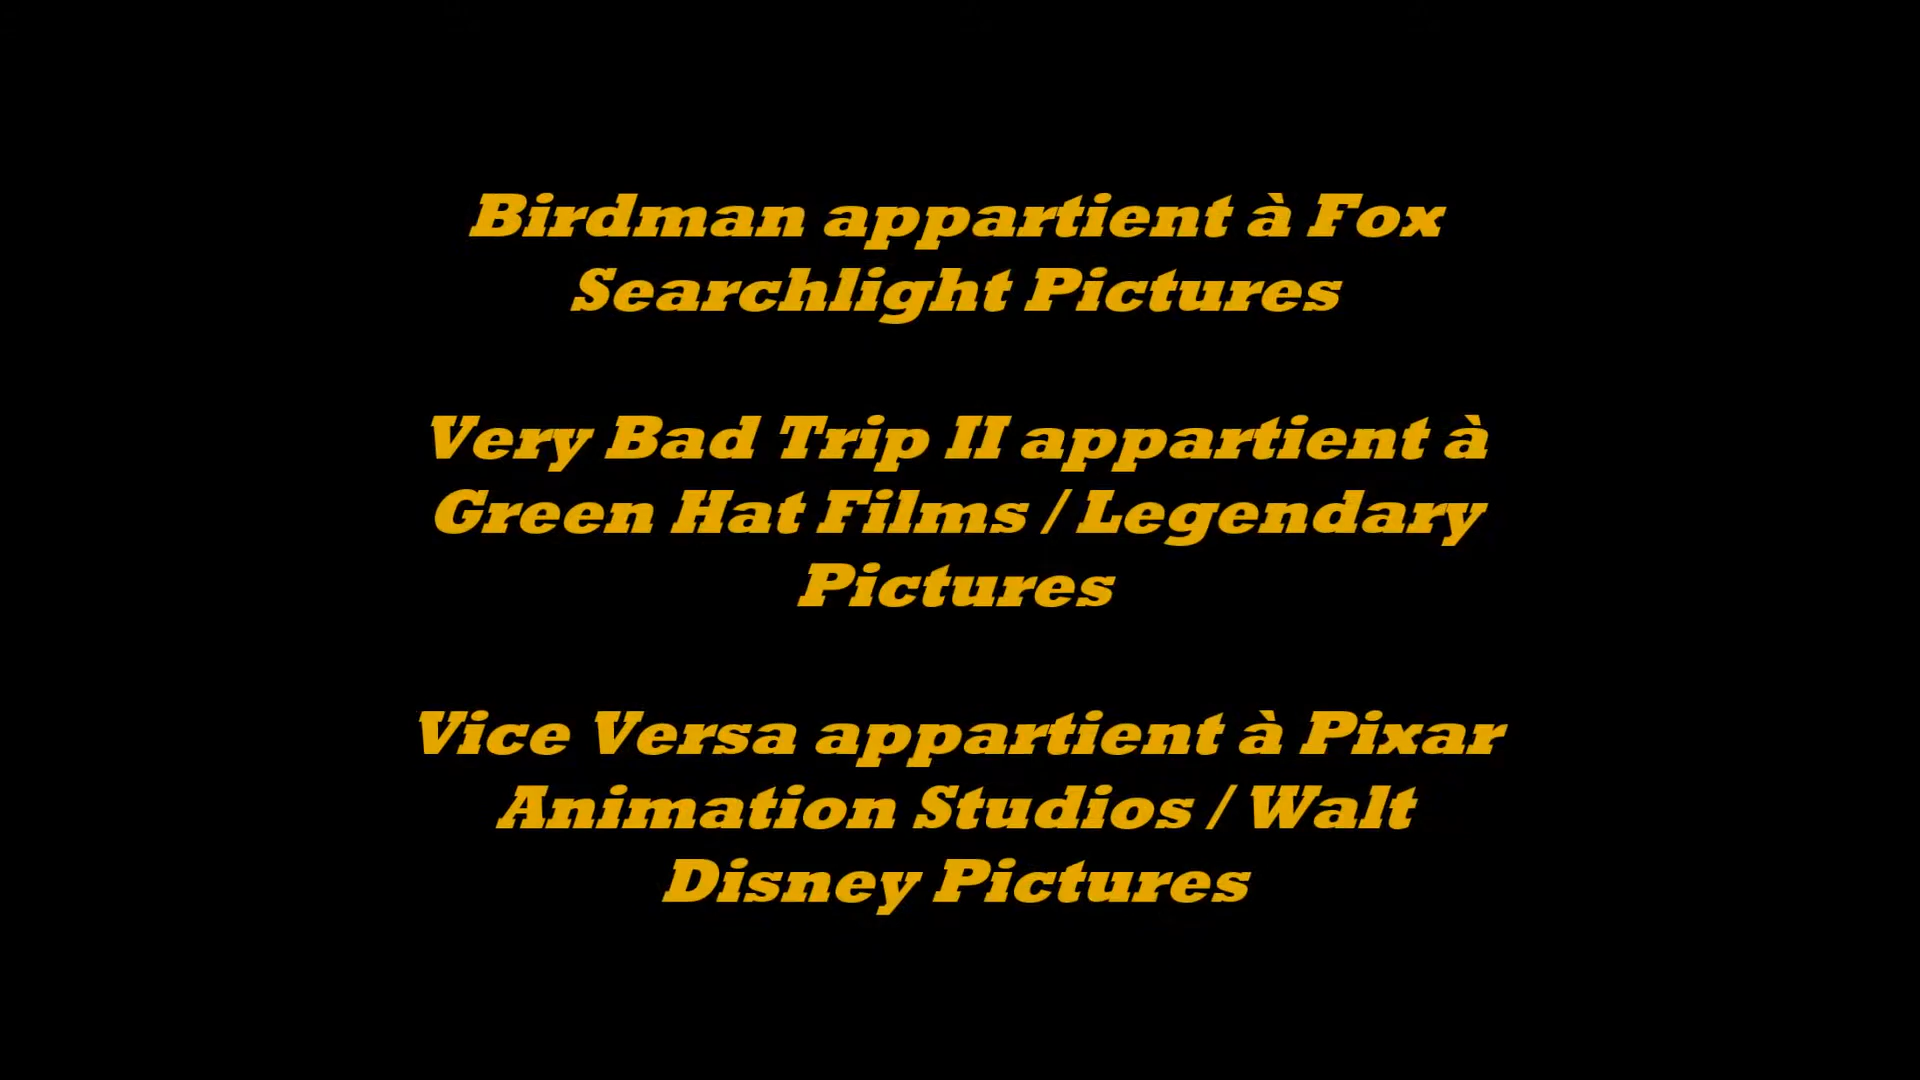 Birdman appartient à Fox
Searchlight Pictures
Very Bad Trip II appartient à
Green Hat Films / Legendary
Pictures
Vice Versa appartient à Pixar
Animation Studios / Walt
Disney Pictures